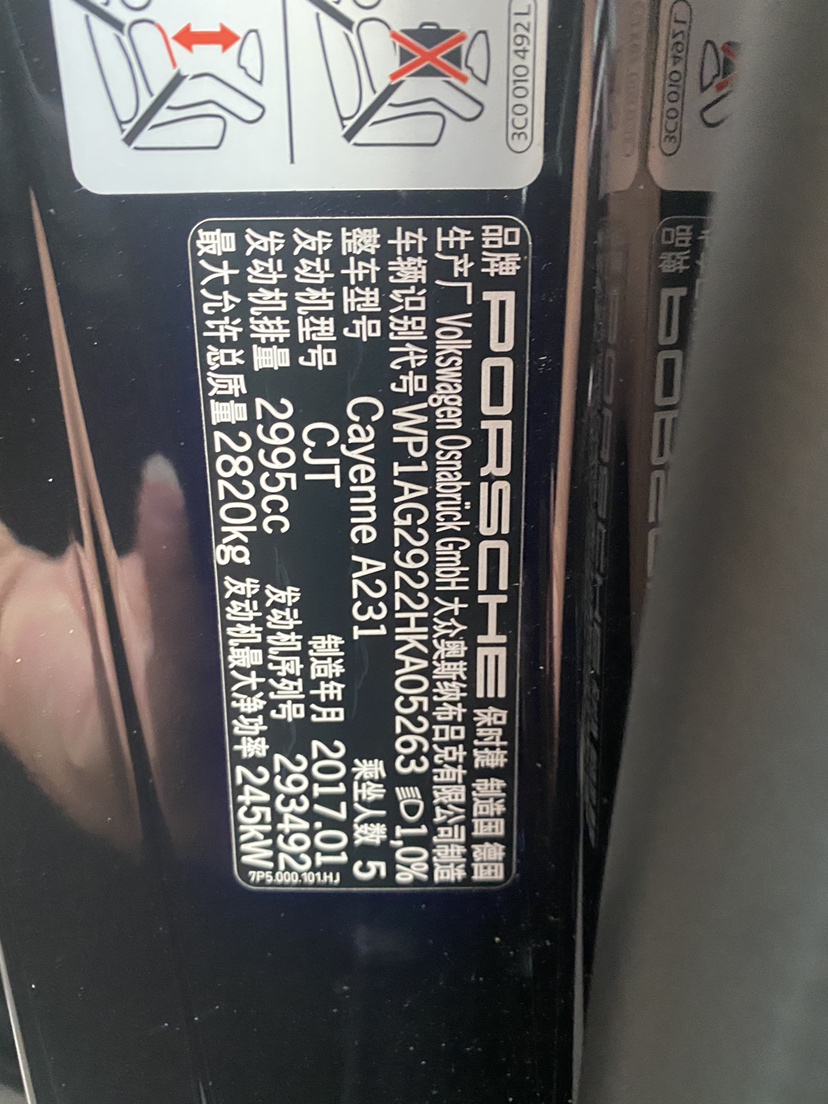 3C0 010 492 L
品牌 PORSCHE 保时捷 制造国 德国
生产厂 Volkswagen Osnabrück GmbH 大众奥斯纳布吕克有限公司制造
车辆识别代号 WP1AG2922HKA05263 1,0%
整车型号 Cayenne A231 乘坐人数 5
发动机型号 CJT 制造年月 2017.01
发动机排量 2995cc 发动机序列号 293492
最大允许总质量 2820kg 发动机最大净功率 245kW
7P5.000.101.HJ